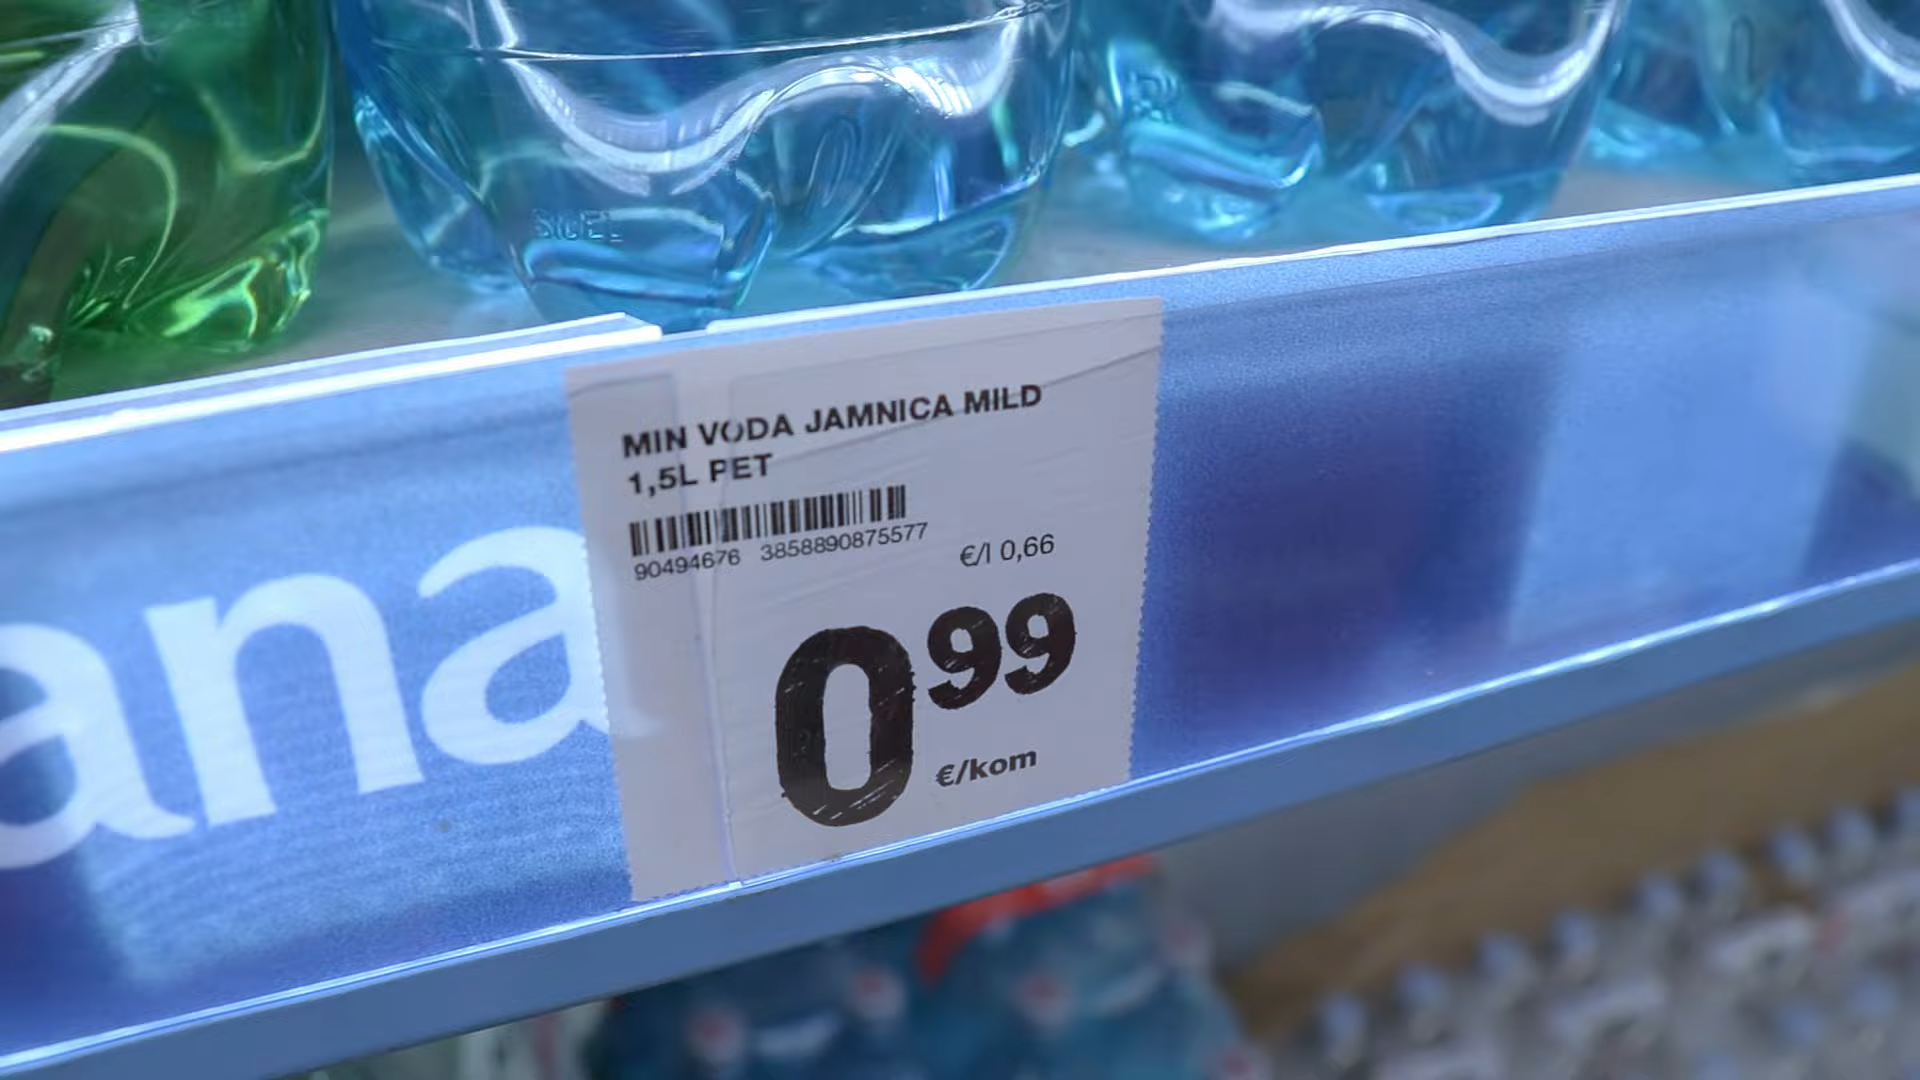 MIN VODA JAMNICA MILD
1,5L PET
90494676 3858890875577
€/l 0,66
0 99
€/kom
ana